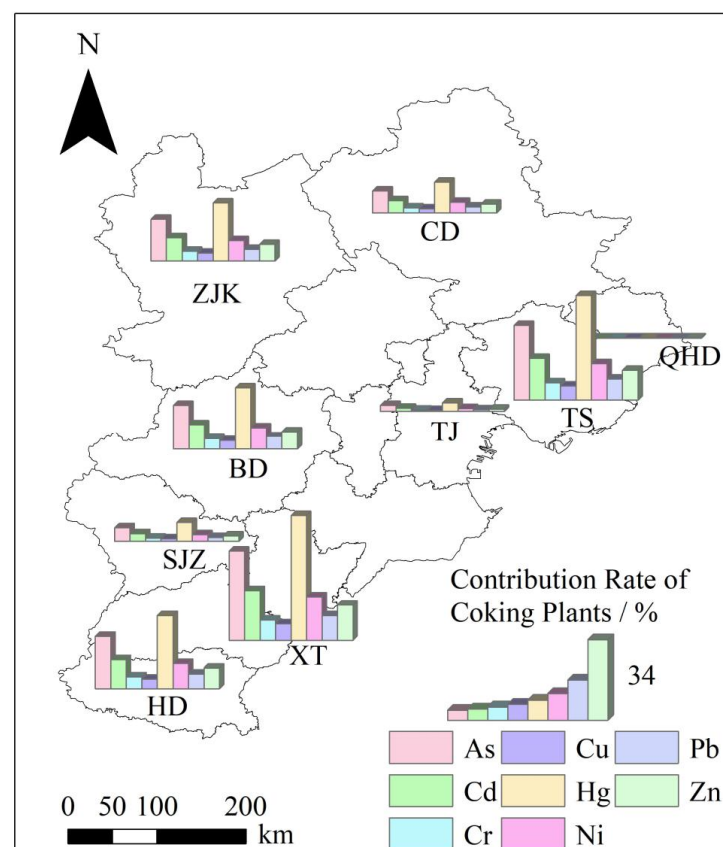 N
CD
ZJK
QHD
TS
TJ
BD
SJZ
XT
HD
Contribution Rate of
Coking Plants / %
34
As Cu Pb
Cd Hg Zn
Cr Ni
0 50 100 200
km